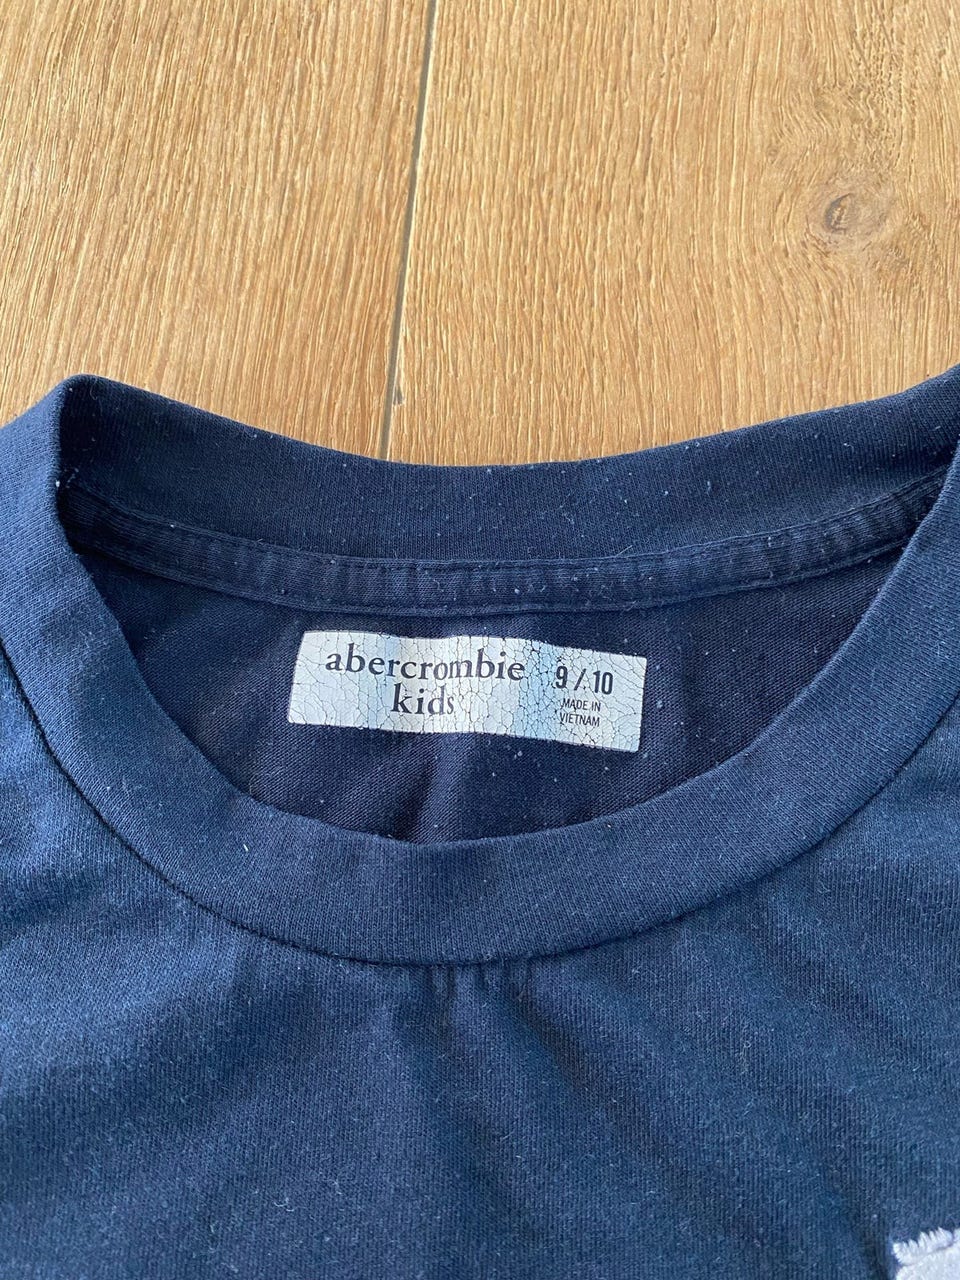 abercrombie
kids
9/10
MADE IN
VIETNAM